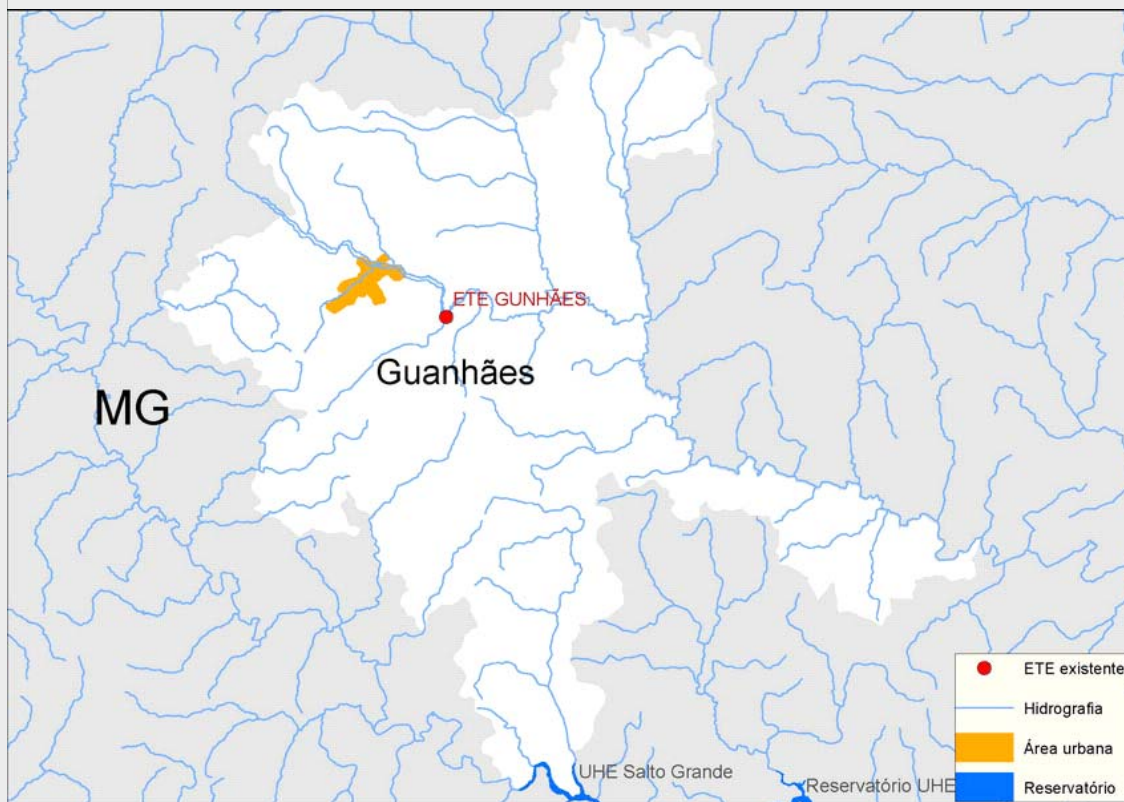 ETE GUNHÃES
Guanhães
MG
ETE existente
Hidrografia
Área urbana
Reservatório
UHE Salto Grande
Reservatório UHE